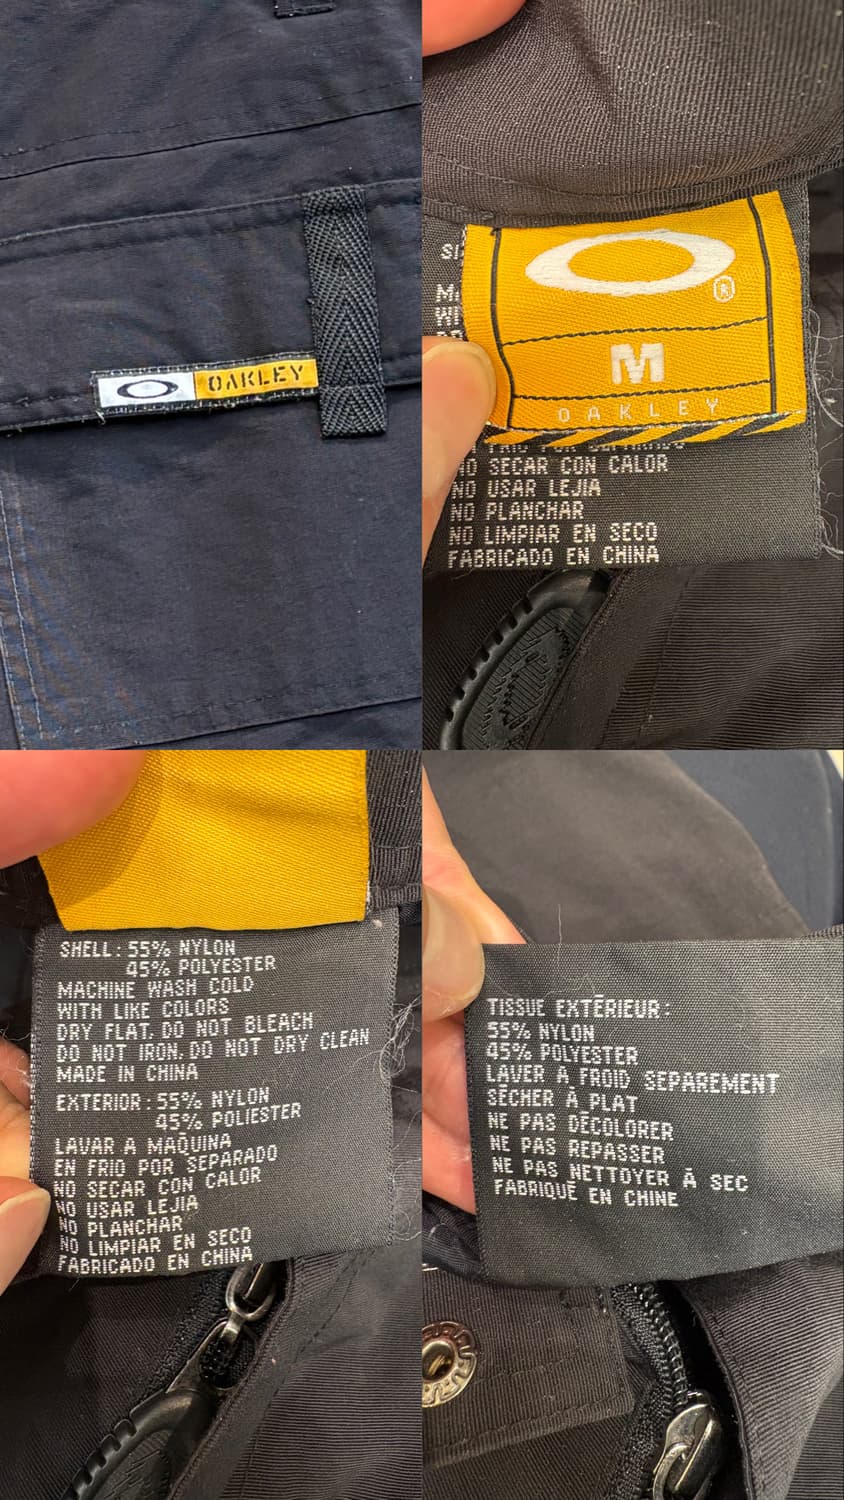 OAKLEY
®
M
OAKLEY
NO SECAR CON CALOR
NO USAR LEJIA
NO PLANCHAR
NO LIMPIAR EN SECO
FABRICADO EN CHINA
SHELL: 55% NYLON
45% POLYESTER
MACHINE WASH COLD
WITH LIKE COLORS
DRY FLAT, DO NOT BLEACH
DO NOT IRON, DO NOT DRY CLEAN
MADE IN CHINA
EXTERIOR: 55% NYLON
45% POLIESTER
LAVAR A MAQUINA
EN FRIO POR SEPARADO
NO SECAR CON CALOR
NO USAR LEJIA
NO PLANCHAR
NO LIMPIAR EN SECO
FABRICADO EN CHINA
TISSUE EXTÉRIEUR:
55% NYLON
45% POLYESTER
LAVER À FROID SEPAREMENT
SÉCHER À PLAT
NE PAS DÉCOLORER
NE PAS REPASSER
NE PAS NETTOYER À SEC
FABRIQUÉ EN CHINE